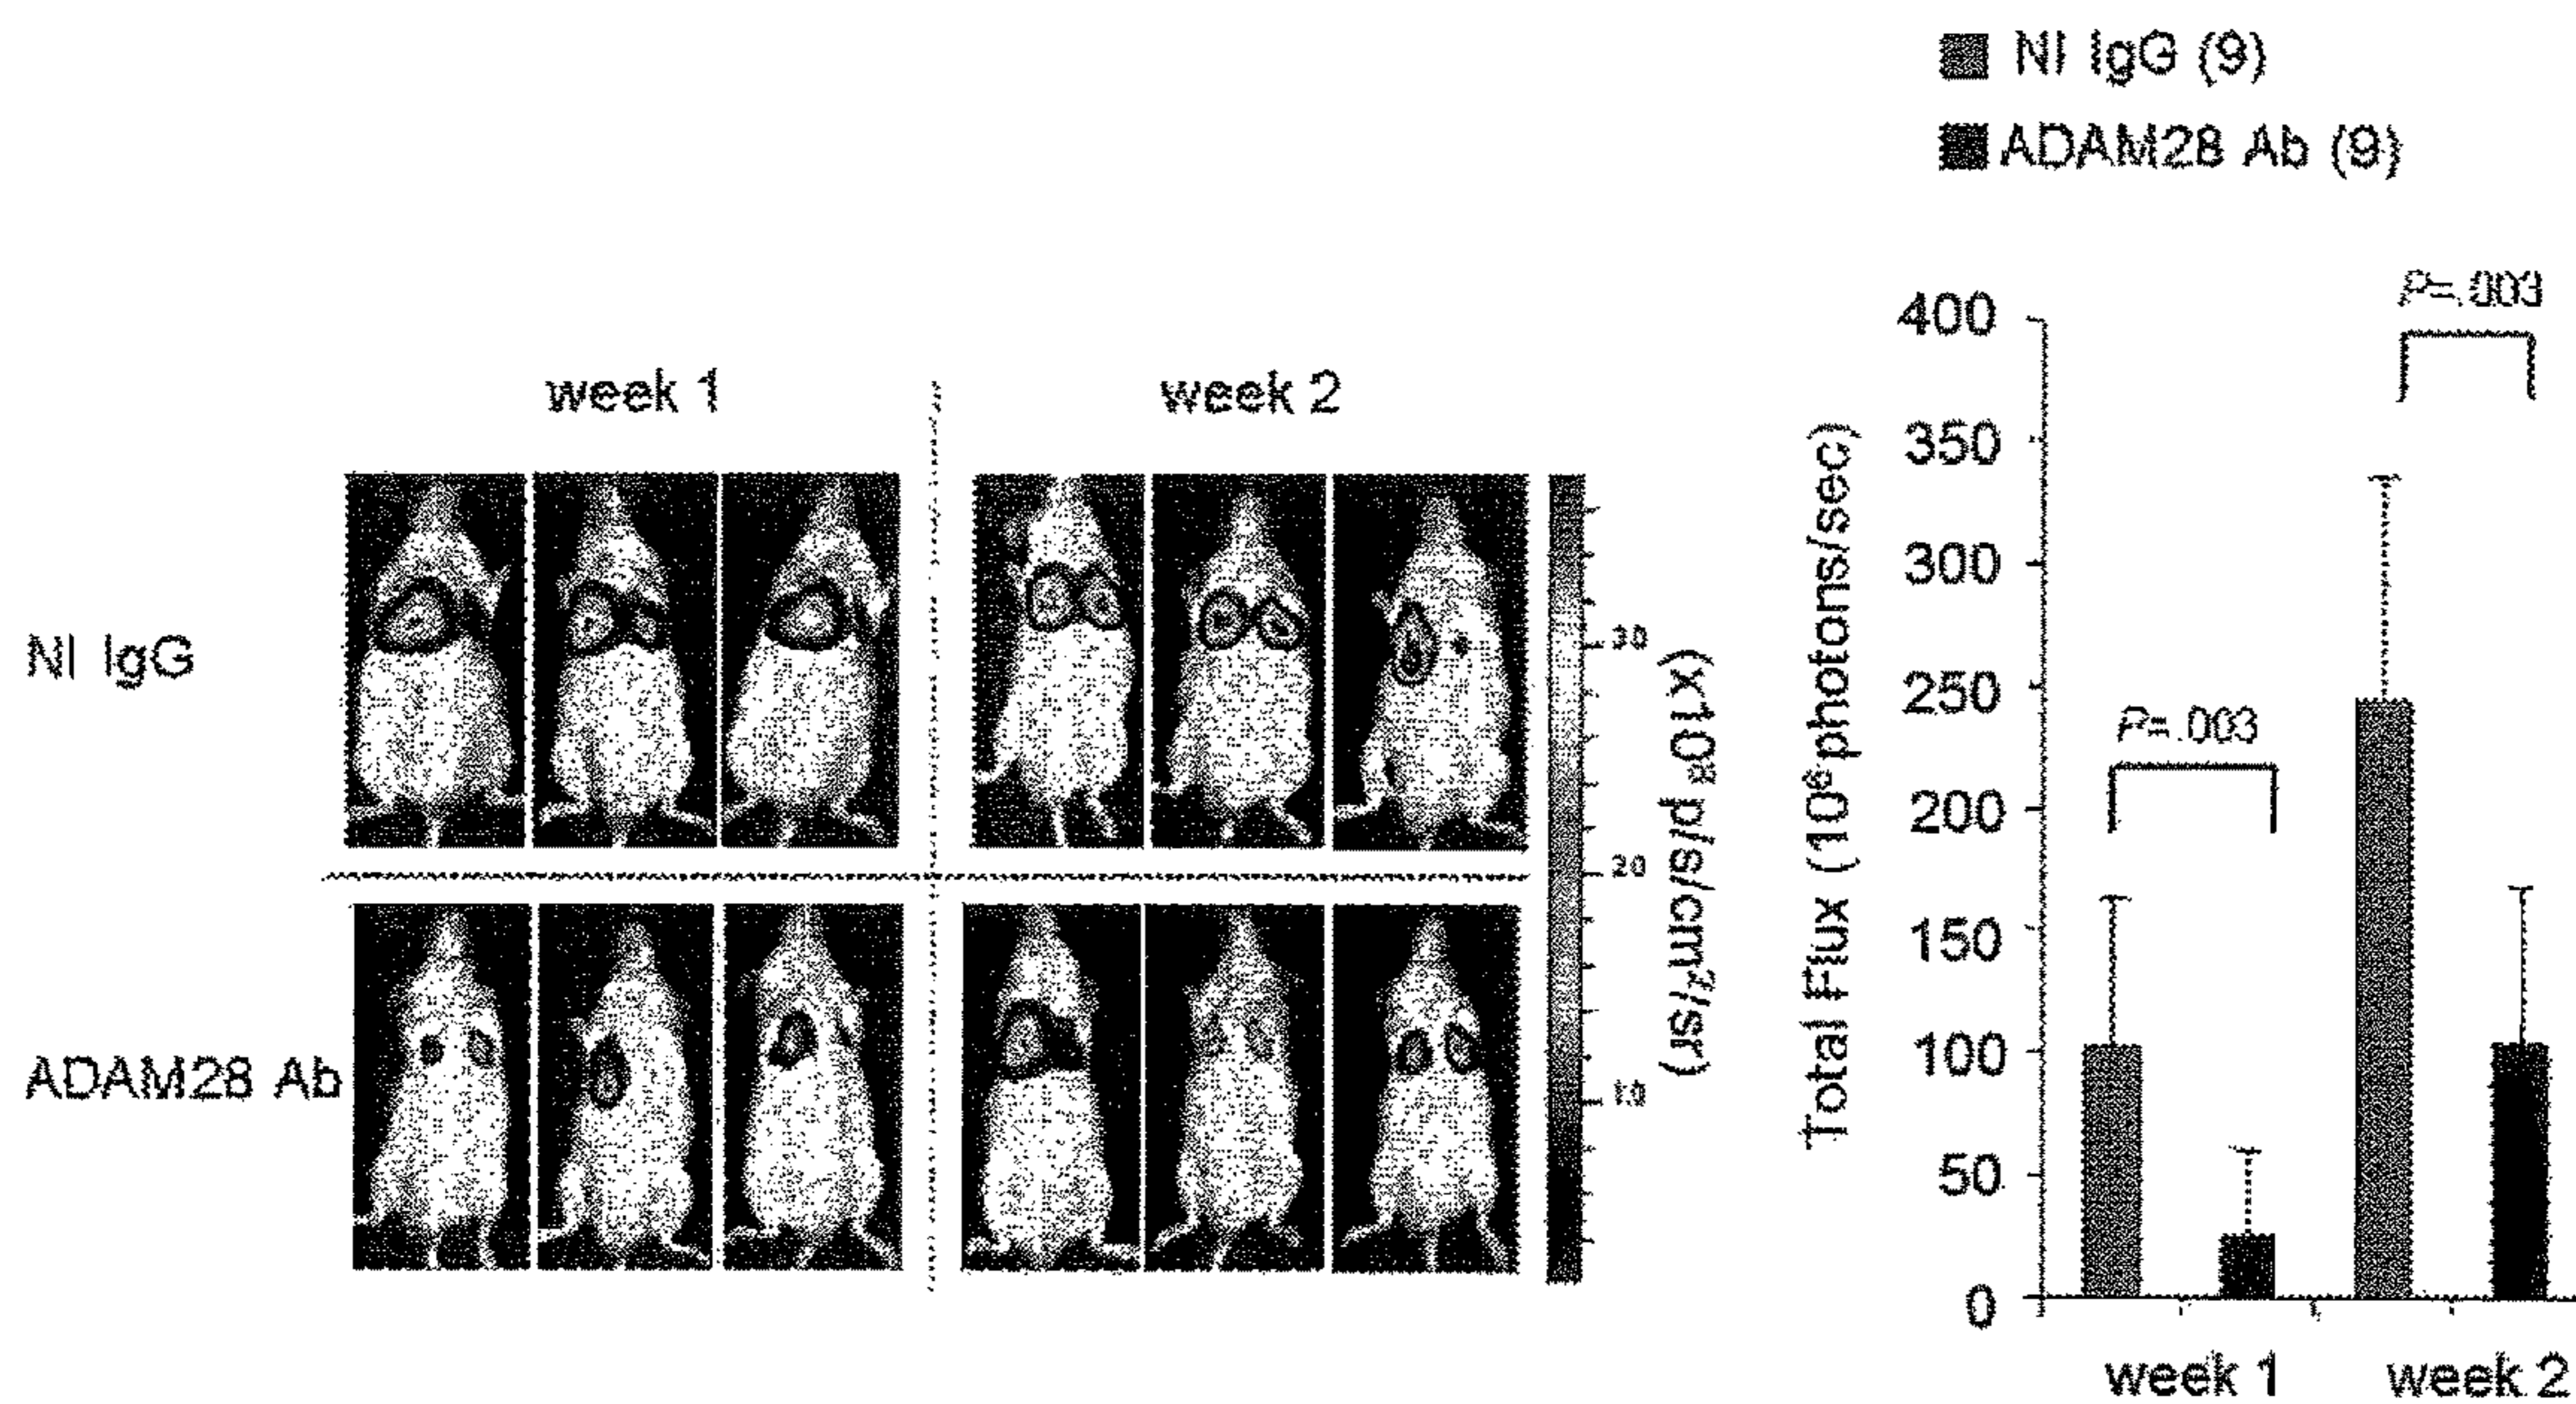 NI IgG (9)
ADAM28 Ab (9)
week 1
week 2
NI IgG
ADAM28 Ab
30
20
10
(x10⁸ p/s/cm²/sr)
Total Flux (10⁶ photons/sec)
400
350
300
250
200
150
100
50
0
P=.003
P=.003
week 1
week 2